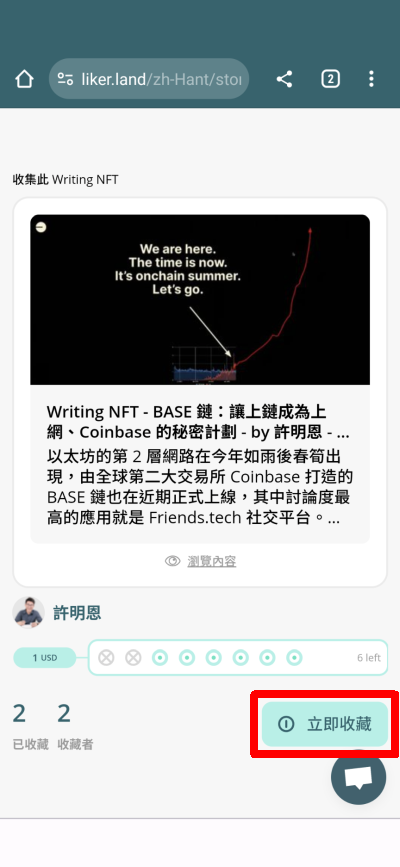 liker.land/zh-Hant/stor
2
收集此 Writing NFT
We are here.
The time is now.
It's onchain summer.
Let's go.
Writing NFT - BASE 鏈：讓上鏈成為上
網、Coinbase 的秘密計劃 - by 許明恩 - ...
以太坊的第 2 層網路在今年如雨後春筍出
現，由全球第二大交易所 Coinbase 打造的
BASE 鏈也在近期正式上線，其中討論度最
高的應用就是 Friends.tech 社交平台。...
瀏覽內容
許明恩
1 USD
6 left
2 2
已收藏 收藏者
立即收藏